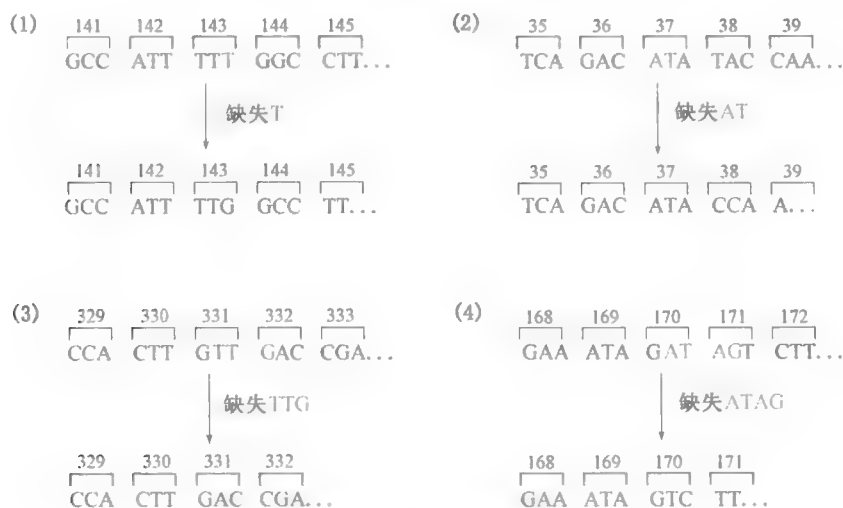 (1) 141 142 143 144 145
GCC ATT TTT GGC CTT...
缺失T
141 142 143 144 145
GCC ATT TTG GCC TT...
(2) 35 36 37 38 39
TCA GAC ATA TAC CAA...
缺失AT
35 36 37 38 39
TCA GAC ATA CCA A...
(3) 329 330 331 332 333
CCA CTT GTT GAC CGA...
缺失TTG
329 330 331 332
CCA CTT GAC CGA...
(4) 168 169 170 171 172
GAA ATA GAT AGT CTT...
缺失ATAG
168 169 170 171
GAA ATA GTC TT...